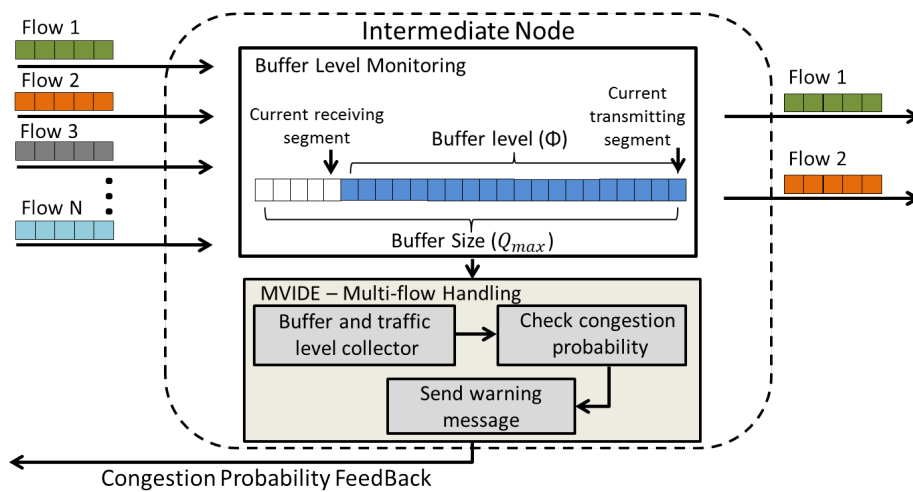 Intermediate Node
Flow 1
Flow 2
Flow 3
Flow N
Buffer Level Monitoring
Current receiving
segment
Buffer level (Φ)
Current
transmitting
segment
Buffer Size (Qmax)
MVIDE – Multi-flow Handling
Buffer and traffic
level collector
Check congestion
probability
Send warning
message
Flow 1
Flow 2
Congestion Probability FeedBack